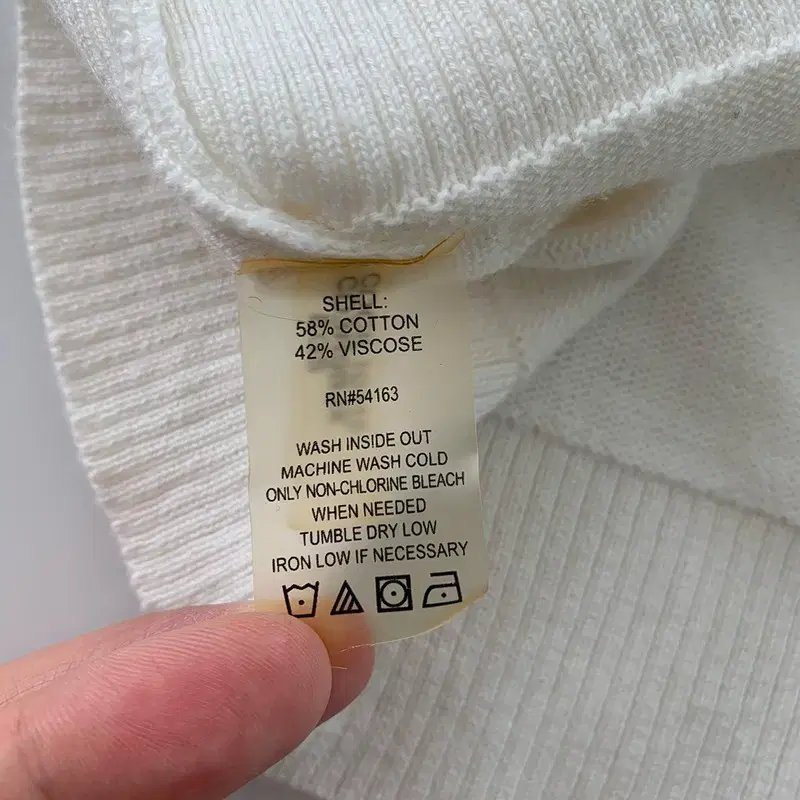 SHELL:
58% COTTON
42% VISCOSE
RN#54163
WASH INSIDE OUT
MACHINE WASH COLD
ONLY NON-CHLORINE BLEACH
WHEN NEEDED
TUMBLE DRY LOW
IRON LOW IF NECESSARY